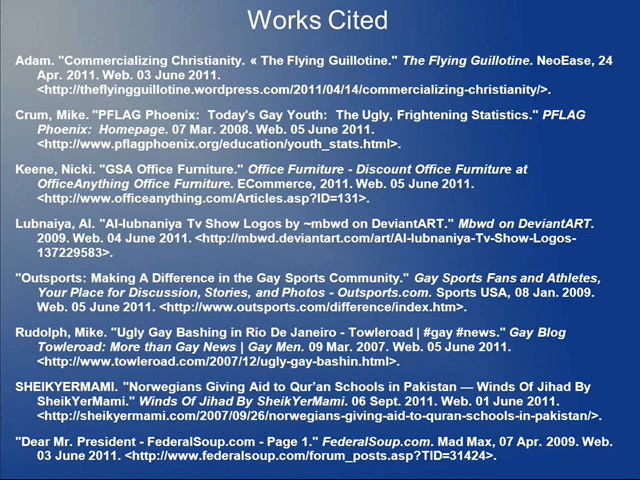 Works Cited
Adam. "Commercializing Christianity. « The Flying Guillotine." The Flying Guillotine. NeoEase, 24
Apr. 2011. Web. 03 June 2011.
<http://theflyingguillotine.wordpress.com/2011/04/14/commercializing-christianity/>.
Crum, Mike. "PFLAG Phoenix:  Today's Gay Youth:  The Ugly, Frightening Statistics." PFLAG
Phoenix:  Homepage. 07 Mar. 2008. Web. 05 June 2011.
<http://www.pflagphoenix.org/education/youth_stats.html>.
Keene, Nicki. "GSA Office Furniture." Office Furniture - Discount Office Furniture at
OfficeAnything Office Furniture. ECommerce, 2011. Web. 05 June 2011.
<http://www.officeanything.com/Articles.asp?ID=131>.
Lubnaiya, Al. "Al-lubnaniya Tv Show Logos by ~mbwd on DeviantART." Mbwd on DeviantART.
2009. Web. 04 June 2011. <http://mbwd.deviantart.com/art/Al-lubnaniya-Tv-Show-Logos-
137229583>.
"Outsports: Making A Difference in the Gay Sports Community." Gay Sports Fans and Athletes,
Your Place for Discussion, Stories, and Photos - Outsports.com. Sports USA, 08 Jan. 2009.
Web. 05 June 2011. <http://www.outsports.com/difference/index.htm>.
Rudolph, Mike. "Ugly Gay Bashing in Rio De Janeiro - Towleroad | #gay #news." Gay Blog
Towleroad: More than Gay News | Gay Men. 09 Mar. 2007. Web. 05 June 2011.
<http://www.towleroad.com/2007/12/ugly-gay-bashin.html>.
SHEIKYERMAMI. "Norwegians Giving Aid to Qur'an Schools in Pakistan — Winds Of Jihad By
SheikYerMami." Winds Of Jihad By SheikYerMami. 06 Sept. 2011. Web. 01 June 2011.
<http://sheikyermami.com/2007/09/26/norwegians-giving-aid-to-quran-schools-in-pakistan/>.
"Dear Mr. President - FederalSoup.com - Page 1." FederalSoup.com. Mad Max, 07 Apr. 2009. Web.
03 June 2011. <http://www.federalsoup.com/forum_posts.asp?TID=31424>.